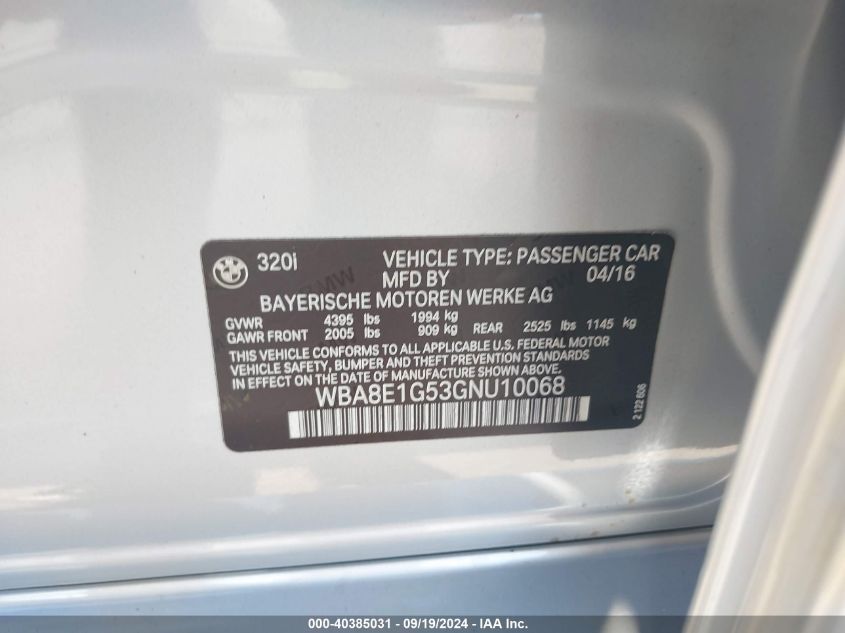 BMW 320i VEHICLE TYPE: PASSENGER CAR
MFD BY 04/16
BAYERISCHE MOTOREN WERKE AG
GVWR 4395 lbs 1994 kg
GAWR FRONT 2005 lbs 909 kg REAR 2525 lbs 1145 kg
THIS VEHICLE CONFORMS TO ALL APPLICABLE U.S. FEDERAL MOTOR
VEHICLE SAFETY, BUMPER AND THEFT PREVENTION STANDARDS
IN EFFECT ON THE DATE OF MANUFACTURE SHOWN ABOVE.
WBA8E1G53GNU10068
2 122 606
000-40385031 - 09/19/2024 - IAA Inc.